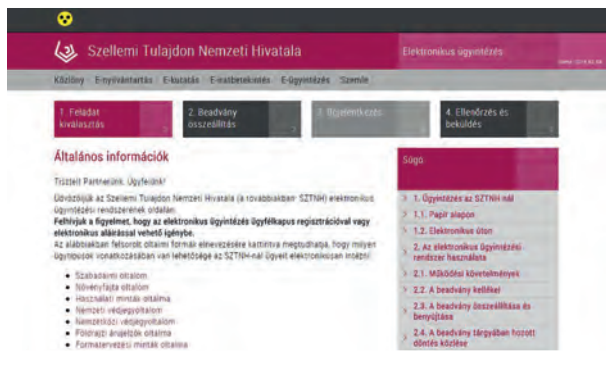 Szellemi Tulajdon Nemzeti Hivatala
Elektronikus ügyintézés
Közlöny E-nyilvántartás E-kutatás E-iratbetekintés E-ügyintézés Szemle
1. Feladat
kiválasztás
2. Beadvány
összeállítás
3. Bejelentkezés
4. Ellenőrzés és
beküldés
Általános információk
Tisztelt Partnerünk, Ügyfelünk!
Üdvözöljük az Szellemi Tulajdon Nemzeti Hivatala (a továbbiakban: SZTNH) elektronikus
ügyintézési rendszerének oldalán.
Felhívjuk a figyelmet, hogy az elektronikus ügyintézés ügyfélkapus regisztrációval vagy
elektronikus aláírással vehető igénybe.
Az alábbiakban felsorolt oltalmi formák elnevezésére kattintva megtudhatja, hogy milyen
ügytípusok vonatkozásában van lehetősége az SZTNH-nál ügyeit elektronikusan intézni:
Szabadalmi oltalom
Növényfajta oltalom
Használati minták oltalma
Nemzeti védjegyoltalom
Nemzetközi védjegyoltalom
Földrajzi árujelzők oltalma
Formatervezési minták oltalma
Súgó
1. Ügyintézés az SZTNH-nál
1.1. Papír alapon
1.2. Elektronikus úton
2. Az elektronikus ügyintézési
rendszer használata
2.1. Működési követelmények
2.2. A beadvány kellékei
2.3. A beadvány összeállítása és
benyújtása
2.4. A beadvány tárgyában hozott
döntés közlése